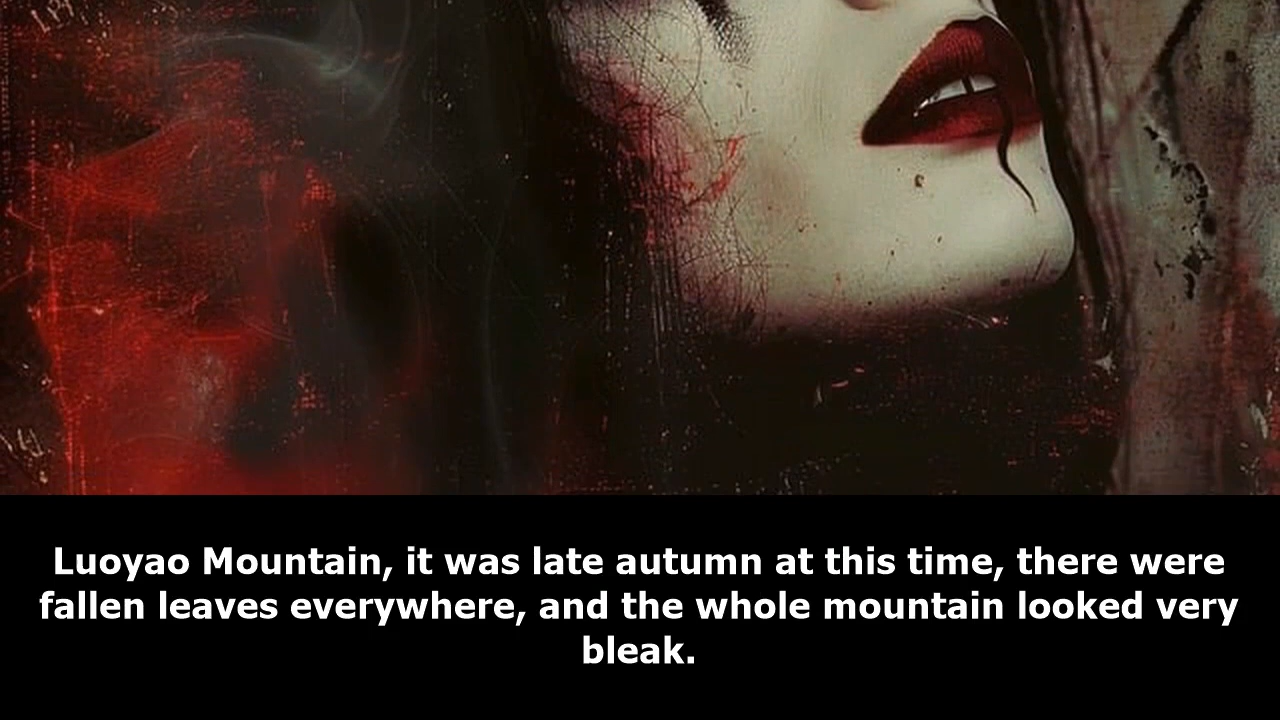 Luoyao Mountain, it was late autumn at this time, there were
fallen leaves everywhere, and the whole mountain looked very
bleak.